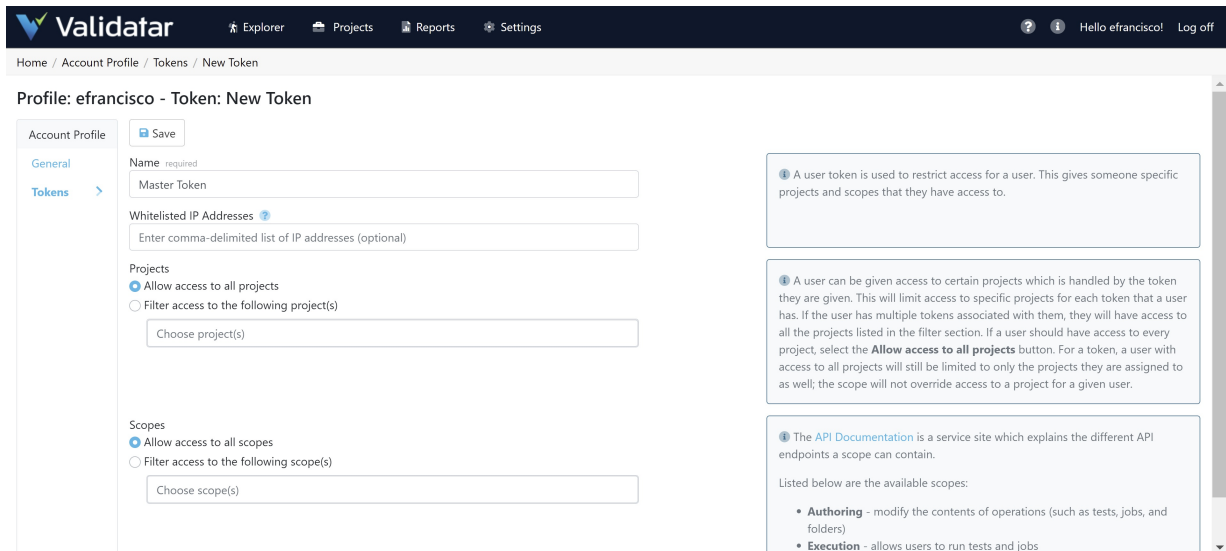 Validatar
Explorer
Projects
Reports
Settings
?
i
Hello efrancisco!
Log off
Home / Account Profile / Tokens / New Token
Profile: efrancisco - Token: New Token
Account Profile
General
Tokens
Save
Name required
Master Token
Whitelisted IP Addresses ?
Enter comma-delimited list of IP addresses (optional)
Projects
Allow access to all projects
Filter access to the following project(s)
Choose project(s)
Scopes
Allow access to all scopes
Filter access to the following scope(s)
Choose scope(s)
i A user token is used to restrict access for a user. This gives someone specific
projects and scopes that they have access to.
i A user can be given access to certain projects which is handled by the token
they are given. This will limit access to specific projects for each token that a user
has. If the user has multiple tokens associated with them, they will have access to
all the projects listed in the filter section. If a user should have access to every
project, select the Allow access to all projects button. For a token, a user with
access to all projects will still be limited to only the projects they are assigned to
as well; the scope will not override access to a project for a given user.
i The API Documentation is a service site which explains the different API
endpoints a scope can contain.
Listed below are the available scopes:
• Authoring - modify the contents of operations (such as tests, jobs, and
folders)
• Execution - allows users to run tests and jobs